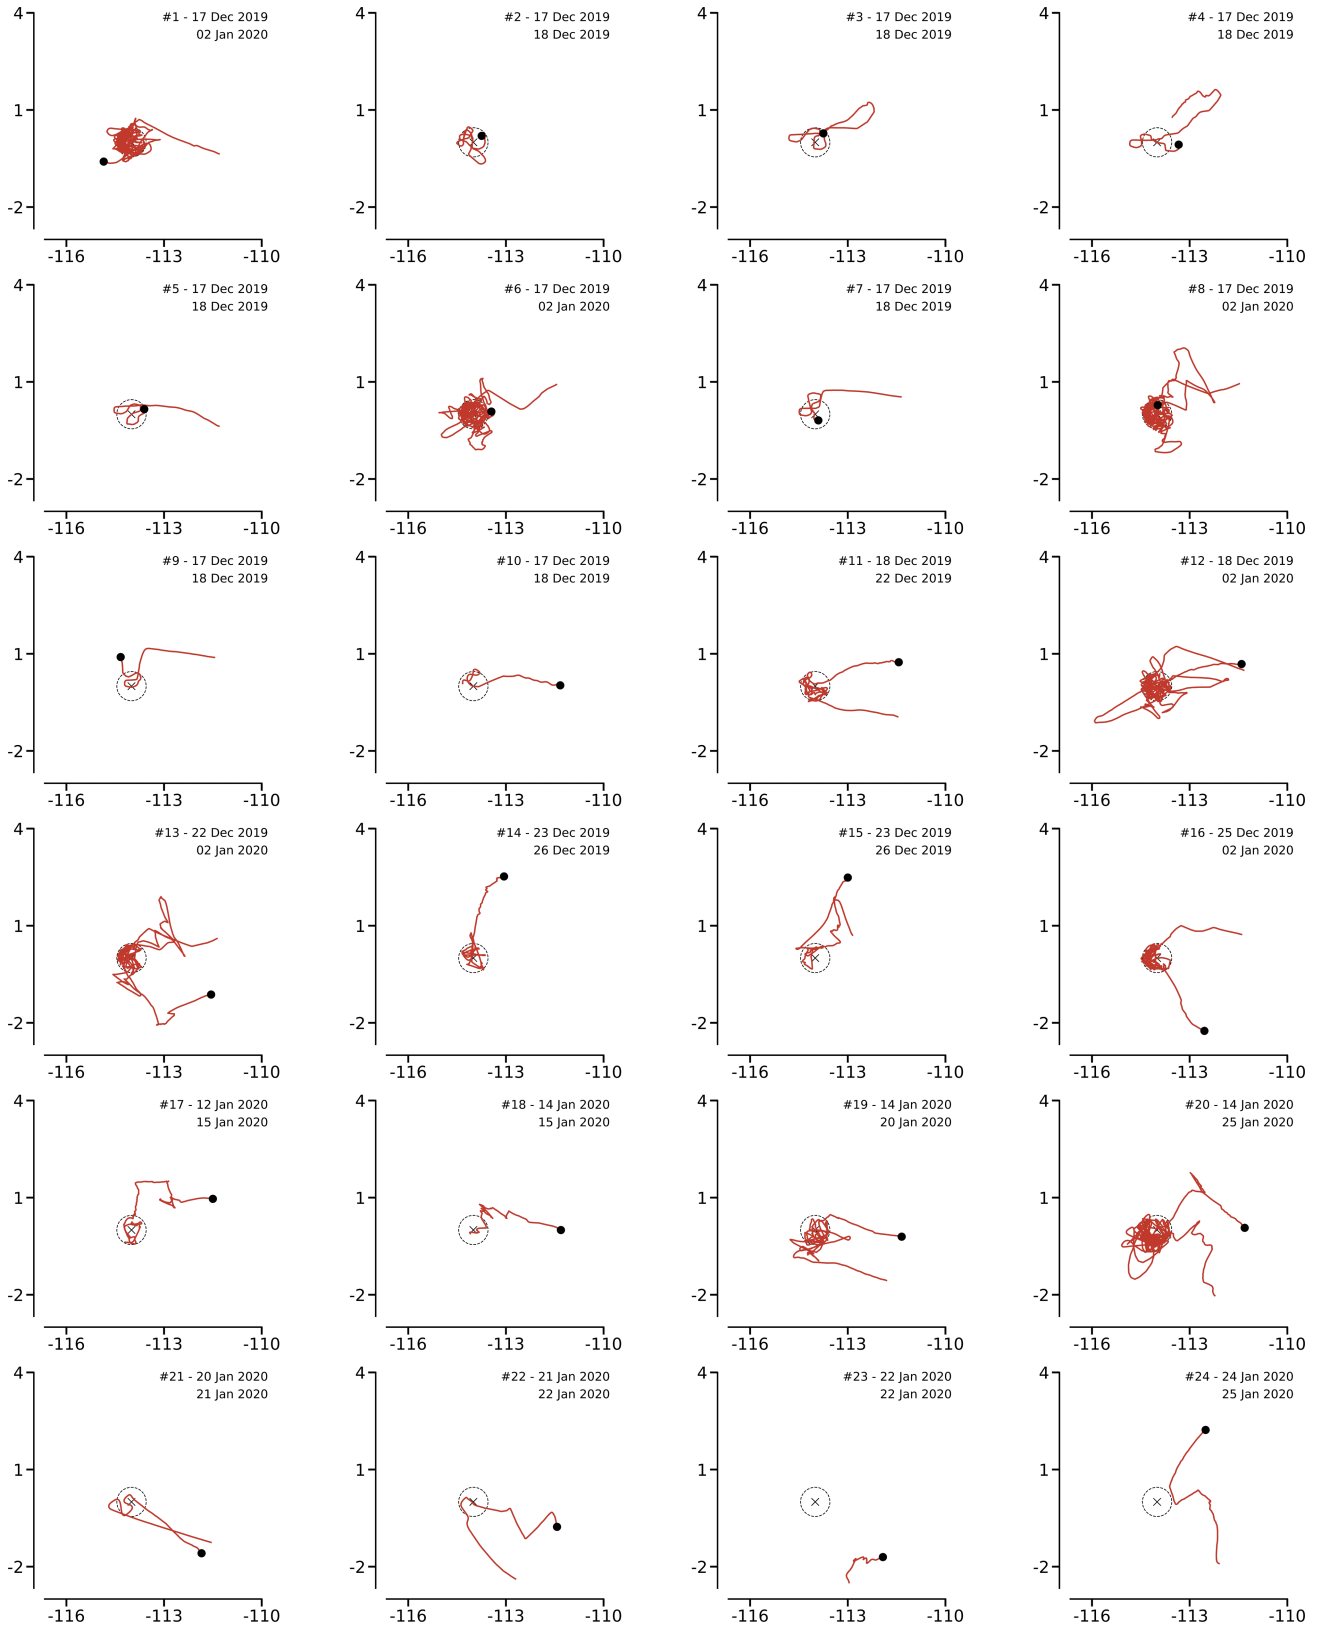 4
#1 - 17 Dec 2019
02 Jan 2020
1
-2
-116 -113 -110
4
#2 - 17 Dec 2019
18 Dec 2019
1
-2
-116 -113 -110
4
#3 - 17 Dec 2019
18 Dec 2019
1
-2
-116 -113 -110
4
#4 - 17 Dec 2019
18 Dec 2019
1
-2
-116 -113 -110
4
#5 - 17 Dec 2019
18 Dec 2019
1
-2
-116 -113 -110
4
#6 - 17 Dec 2019
02 Jan 2020
1
-2
-116 -113 -110
4
#7 - 17 Dec 2019
18 Dec 2019
1
-2
-116 -113 -110
4
#8 - 17 Dec 2019
02 Jan 2020
1
-2
-116 -113 -110
4
#9 - 17 Dec 2019
18 Dec 2019
1
-2
-116 -113 -110
4
#10 - 17 Dec 2019
18 Dec 2019
1
-2
-116 -113 -110
4
#11 - 18 Dec 2019
22 Dec 2019
1
-2
-116 -113 -110
4
#12 - 18 Dec 2019
02 Jan 2020
1
-2
-116 -113 -110
4
#13 - 22 Dec 2019
02 Jan 2020
1
-2
-116 -113 -110
4
#14 - 23 Dec 2019
26 Dec 2019
1
-2
-116 -113 -110
4
#15 - 23 Dec 2019
26 Dec 2019
1
-2
-116 -113 -110
4
#16 - 25 Dec 2019
02 Jan 2020
1
-2
-116 -113 -110
4
#17 - 12 Jan 2020
15 Jan 2020
1
-2
-116 -113 -110
4
#18 - 14 Jan 2020
15 Jan 2020
1
-2
-116 -113 -110
4
#19 - 14 Jan 2020
20 Jan 2020
1
-2
-116 -113 -110
4
#20 - 14 Jan 2020
25 Jan 2020
1
-2
-116 -113 -110
4
#21 - 20 Jan 2020
21 Jan 2020
1
-2
-116 -113 -110
4
#22 - 21 Jan 2020
22 Jan 2020
1
-2
-116 -113 -110
4
#23 - 22 Jan 2020
22 Jan 2020
1
-2
-116 -113 -110
4
#24 - 24 Jan 2020
25 Jan 2020
1
-2
-116 -113 -110